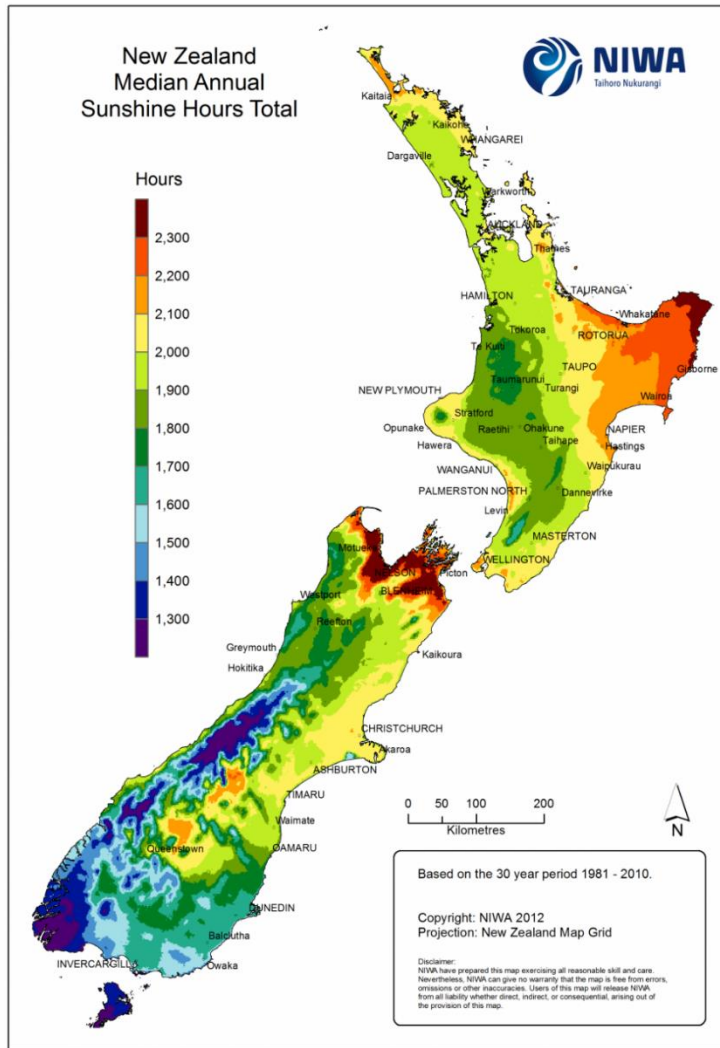 New Zealand
Median Annual
Sunshine Hours Total
NIWA
Taihoro Nukurangi
Hours
2,300
2,200
2,100
2,000
1,900
1,800
1,700
1,600
1,500
1,400
1,300
Kaitaia
Kaikohe
WHANGAREI
Dargaville
Warkworth
AUCKLAND
Thames
HAMILTON
TAURANGA
Whakatane
Tokoroa
ROTORUA
Te Kuiti
TAUPO
Gisborne
Taumarunui
Turangi
NEW PLYMOUTH
Wairoa
Stratford
Opunake
Raetihi
Ohakune
NAPIER
Hawera
Taihape
Hastings
WANGANUI
Waipukurau
PALMERSTON NORTH
Dannevirke
Levin
MASTERTON
WELLINGTON
Motueka
NELSON
Picton
BLENHEIM
Westport
Reefton
Greymouth
Kaikoura
Hokitika
CHRISTCHURCH
Akaroa
ASHBURTON
TIMARU
Waimate
Queenstown
OAMARU
DUNEDIN
Balclutha
INVERCARGILL
Owaka
0 50 100 200
Kilometres
N
Based on the 30 year period 1981 - 2010.
Copyright: NIWA 2012
Projection: New Zealand Map Grid
Disclaimer:
NIWA have prepared this map exercising all reasonable skill and care.
Nevertheless, NIWA can give no warranty that the map is free from errors,
omissions or other inaccuracies. Users of this map will release NIWA
from all liability whether direct, indirect, or consequential, arising out of
the provision of this map.